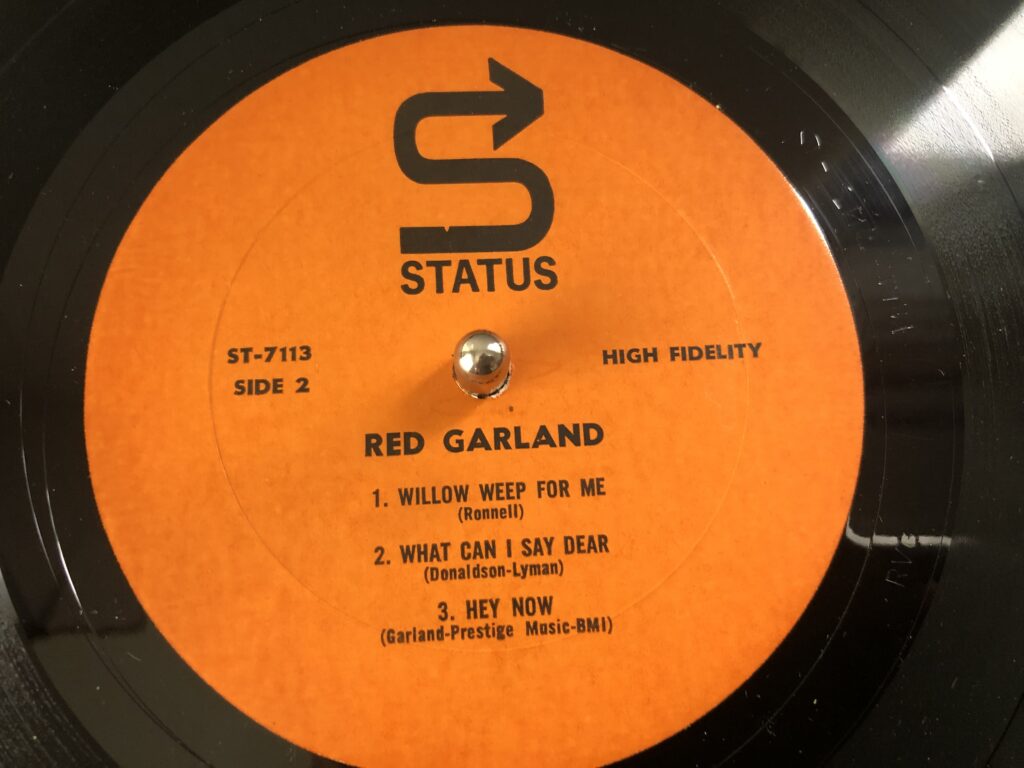 STATUS
ST-7113
SIDE 2
HIGH FIDELITY
RED GARLAND
1. WILLOW WEEP FOR ME
(Ronnell)
2. WHAT CAN I SAY DEAR
(Donaldson-Lyman)
3. HEY NOW
(Garland-Prestige Music-BMI)